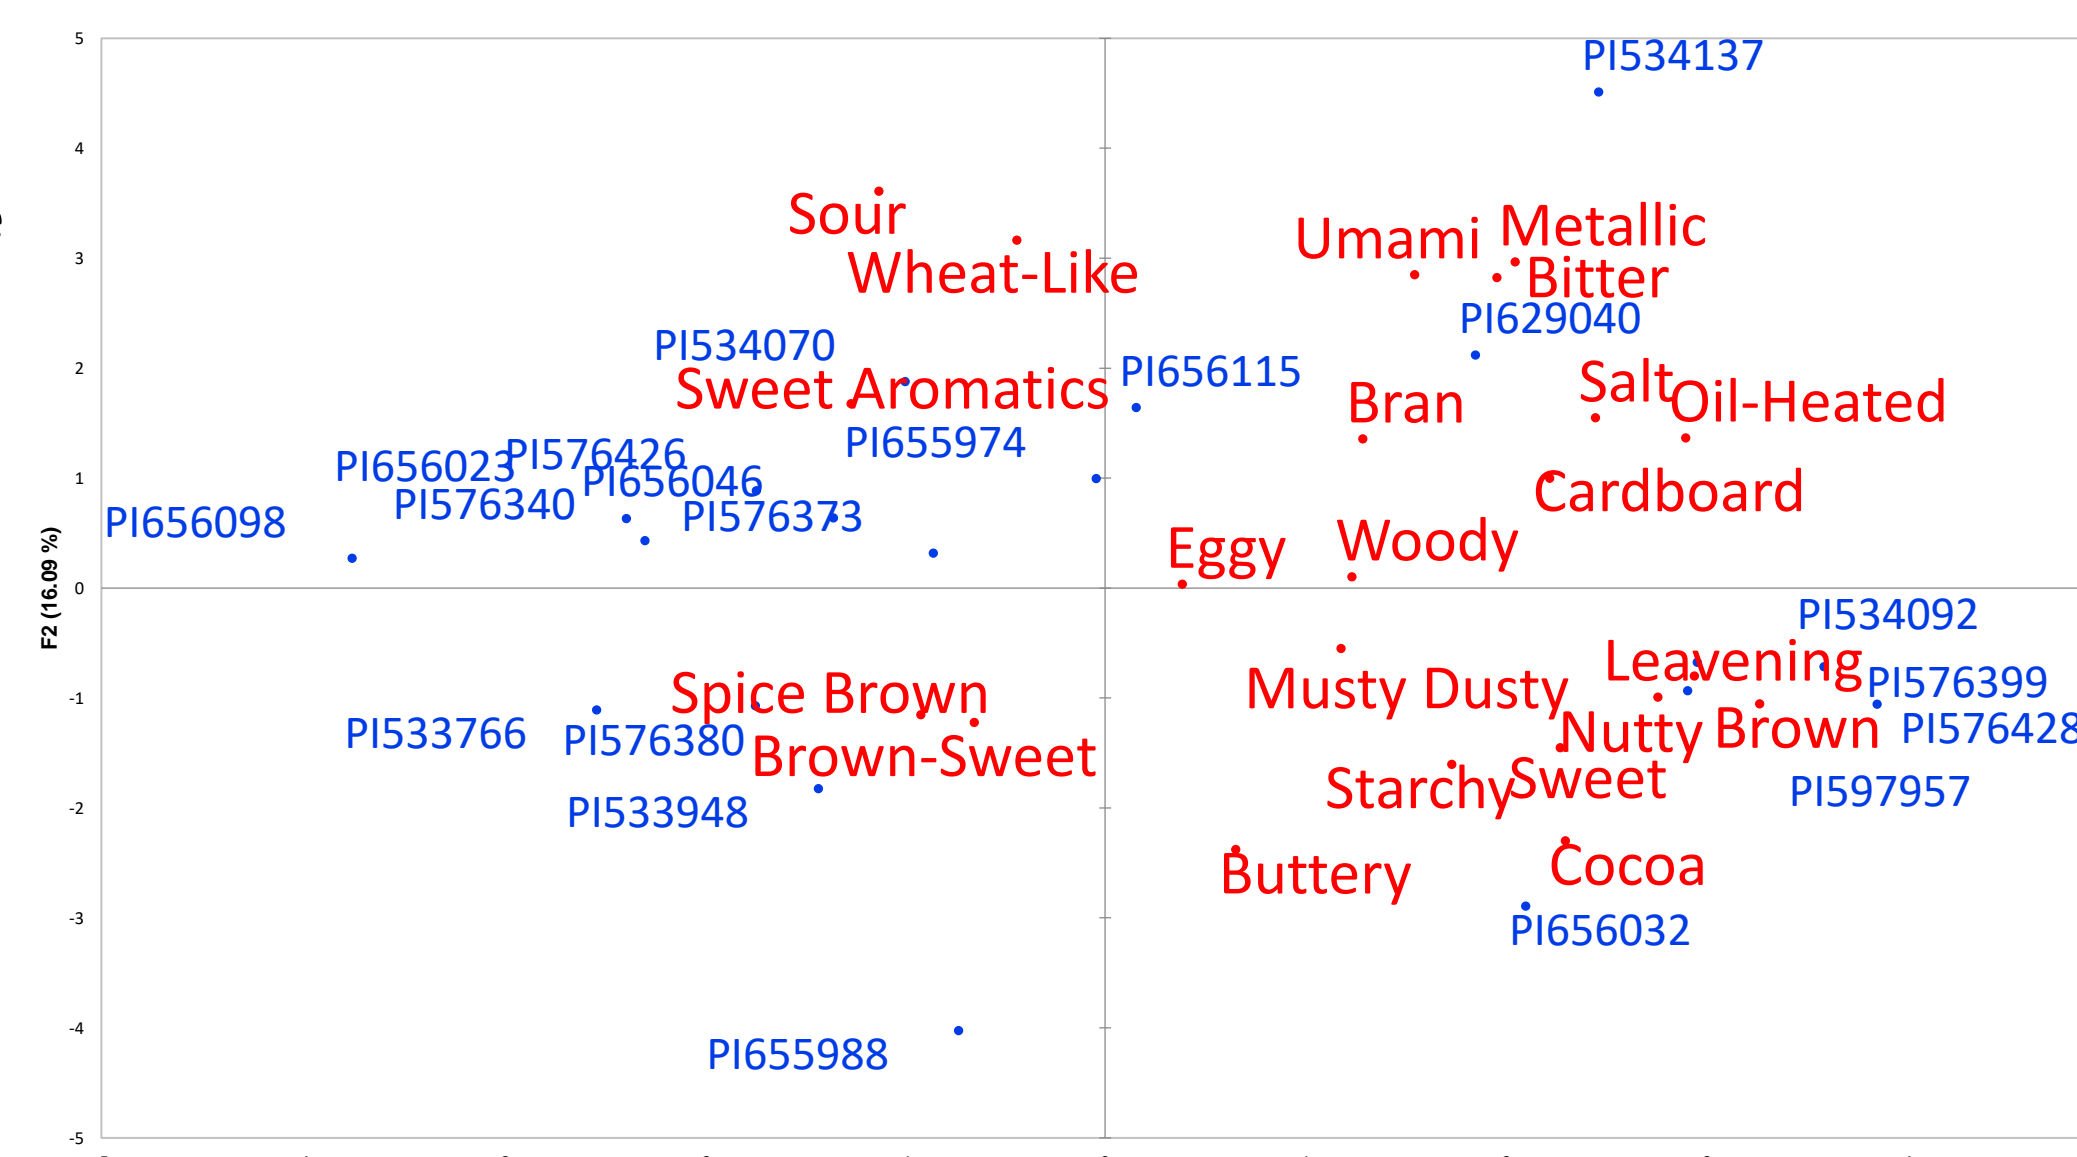 5
PI534137
4
Sour
Metallic
Umami
3
Wheat-Like
Bitter
PI629040
PI534070
2
PI656115
Salt
Sweet Aromatics
Bran
Oil-Heated
PI655974
PI576426
PI656023
1
PI656046
Cardboard
PI576340
PI576373
PI656098
Woody
Eggy
F2 (16.09 %)
0
PI534092
Leavening
PI576399
Spice Brown
Musty Dusty
-1
PI576428
Brown
Nutty
PI533766
PI576380
Brown-Sweet
Sweet
Starchy
PI597957
-2
PI533948
Cocoa
Buttery
-3
PI656032
-4
PI655988
-5